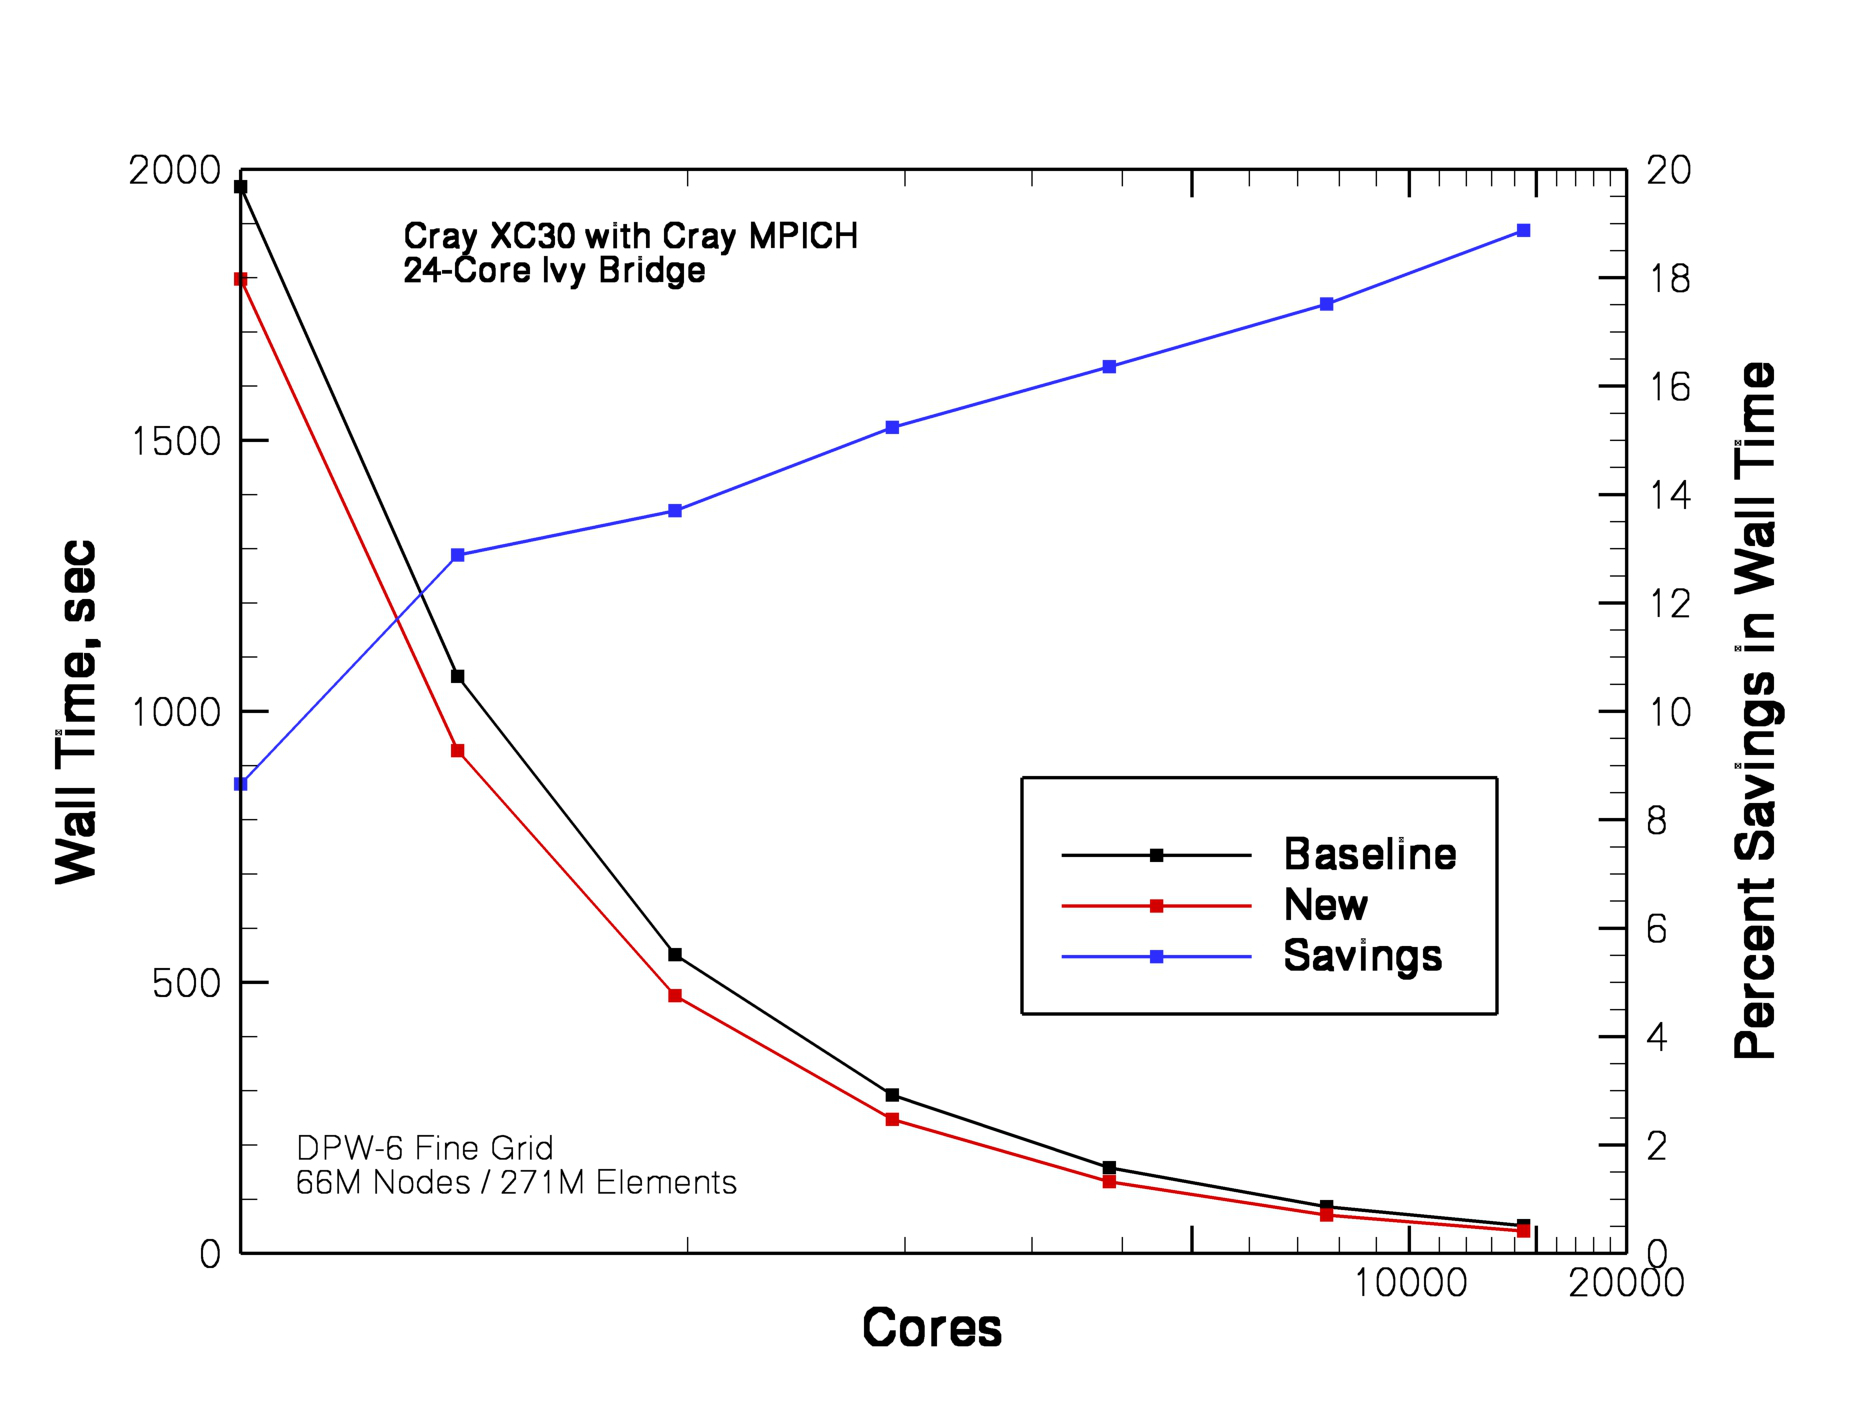 Cray XC30 with Cray MPICH
24-Core Ivy Bridge
2000
1500
1000
500
0
Wall Time, sec
20
18
16
14
12
10
8
6
4
2
0
Percent Savings in Wall Time
Baseline
New
Savings
DPW-6 Fine Grid
66M Nodes / 271M Elements
10000
20000
Cores